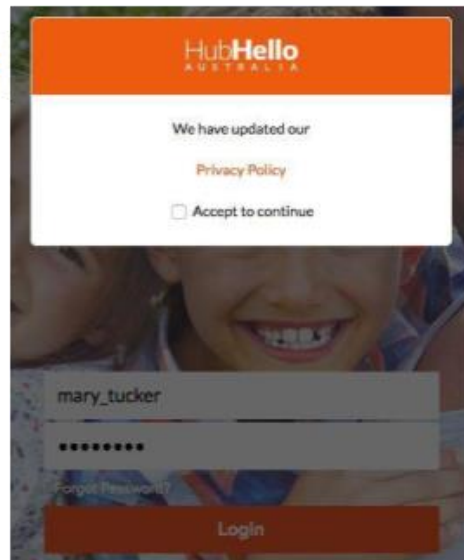 HubHello
AUSTRALIA
We have updated our
Privacy Policy
Accept to continue
mary_tucker
Forgot Password?
Login